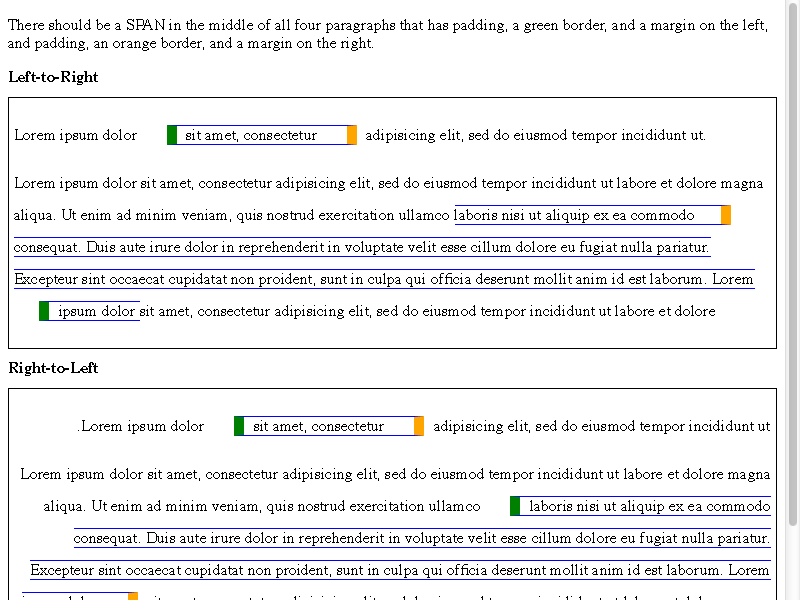 There should be a SPAN in the middle of all four paragraphs that has padding, a green border, and a margin on the left,
and padding, an orange border, and a margin on the right.
Left-to-Right
Lorem ipsum dolor sit amet, consectetur adipisicing elit, sed do eiusmod tempor incididunt ut.
Lorem ipsum dolor sit amet, consectetur adipisicing elit, sed do eiusmod tempor incididunt ut labore et dolore magna
aliqua. Ut enim ad minim veniam, quis nostrud exercitation ullamco laboris nisi ut aliquip ex ea commodo
consequat. Duis aute irure dolor in reprehenderit in voluptate velit esse cillum dolore eu fugiat nulla pariatur.
Excepteur sint occaecat cupidatat non proident, sunt in culpa qui officia deserunt mollit anim id est laborum. Lorem
ipsum dolor sit amet, consectetur adipisicing elit, sed do eiusmod tempor incididunt ut labore et dolore
Right-to-Left
.Lorem ipsum dolor sit amet, consectetur adipisicing elit, sed do eiusmod tempor incididunt ut
Lorem ipsum dolor sit amet, consectetur adipisicing elit, sed do eiusmod tempor incididunt ut labore et dolore magna
aliqua. Ut enim ad minim veniam, quis nostrud exercitation ullamco laboris nisi ut aliquip ex ea commodo
consequat. Duis aute irure dolor in reprehenderit in voluptate velit esse cillum dolore eu fugiat nulla pariatur.
Excepteur sint occaecat cupidatat non proident, sunt in culpa qui officia deserunt mollit anim id est laborum. Lorem